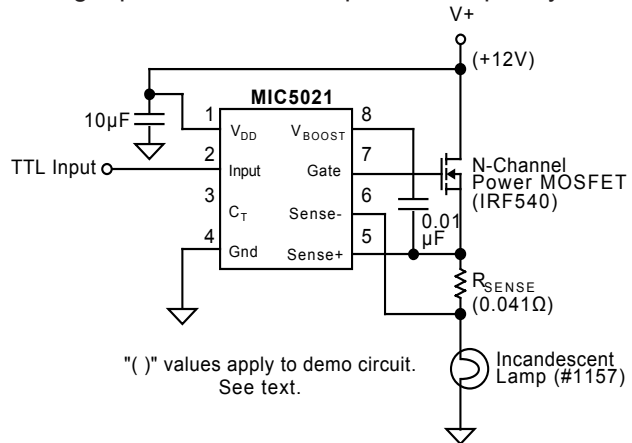 V+
(+12V)
MIC5021
10µF
1
VDD
VBOOST
8
TTL Input
2
Input
Gate
7
N-Channel
Power MOSFET
(IRF540)
3
CT
Sense-
6
0.01
µF
4
Gnd
Sense+
5
RSENSE
(0.041Ω)
"( )" values apply to demo circuit.
See text.
Incandescent
Lamp (#1157)